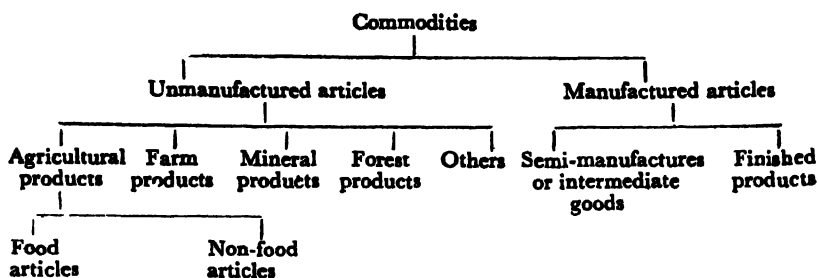 Commodities
Unmanufactured articles Manufactured articles
Agricultural Farm Mineral Forest Others Semi-manufactures Finished
products products products products or intermediate products
goods
Food Non-food
articles articles